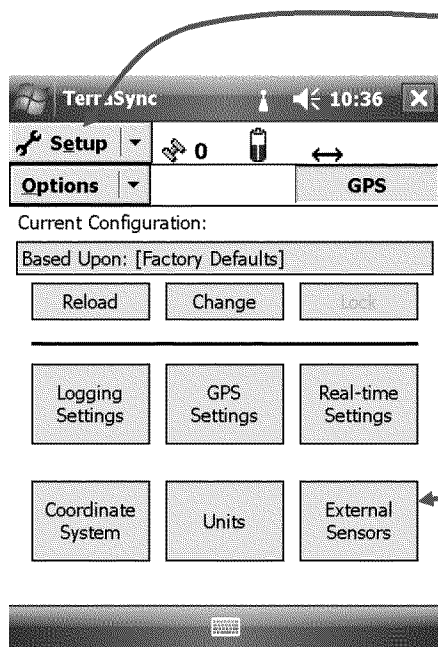 TerraSync 10:36
Setup 0
Options GPS
Current Configuration:
Based Upon: [Factory Defaults]
Reload Change Lock
Logging Settings
GPS Settings
Real-time Settings
Coordinate System
Units
External Sensors